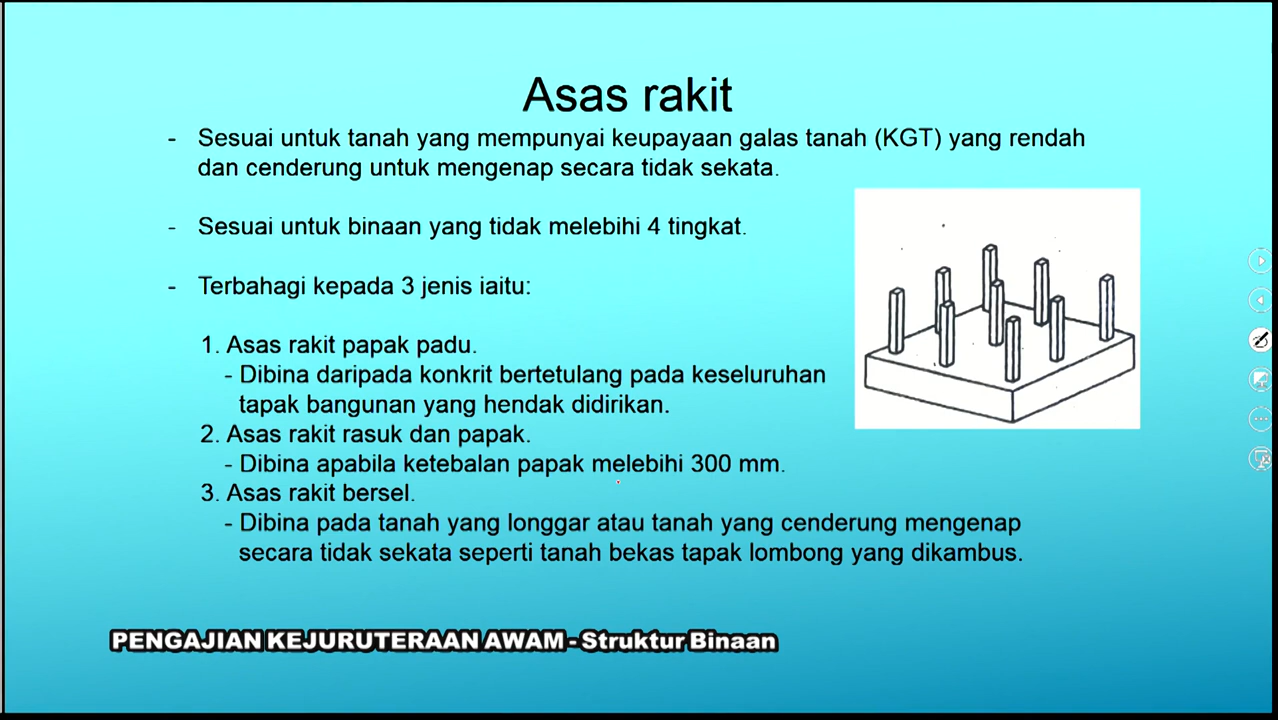 Asas rakit
- Sesuai untuk tanah yang mempunyai keupayaan galas tanah (KGT) yang rendah
dan cenderung untuk mengenap secara tidak sekata.
- Sesuai untuk binaan yang tidak melebihi 4 tingkat.
- Terbahagi kepada 3 jenis iaitu:
1. Asas rakit papak padu.
- Dibina daripada konkrit bertetulang pada keseluruhan
tapak bangunan yang hendak didirikan.
2. Asas rakit rasuk dan papak.
- Dibina apabila ketebalan papak melebihi 300 mm.
3. Asas rakit bersel.
- Dibina pada tanah yang longgar atau tanah yang cenderung mengenap
secara tidak sekata seperti tanah bekas tapak lombong yang dikambus.
PENGAJIAN KEJURUTERAAN AWAM - Struktur Binaan